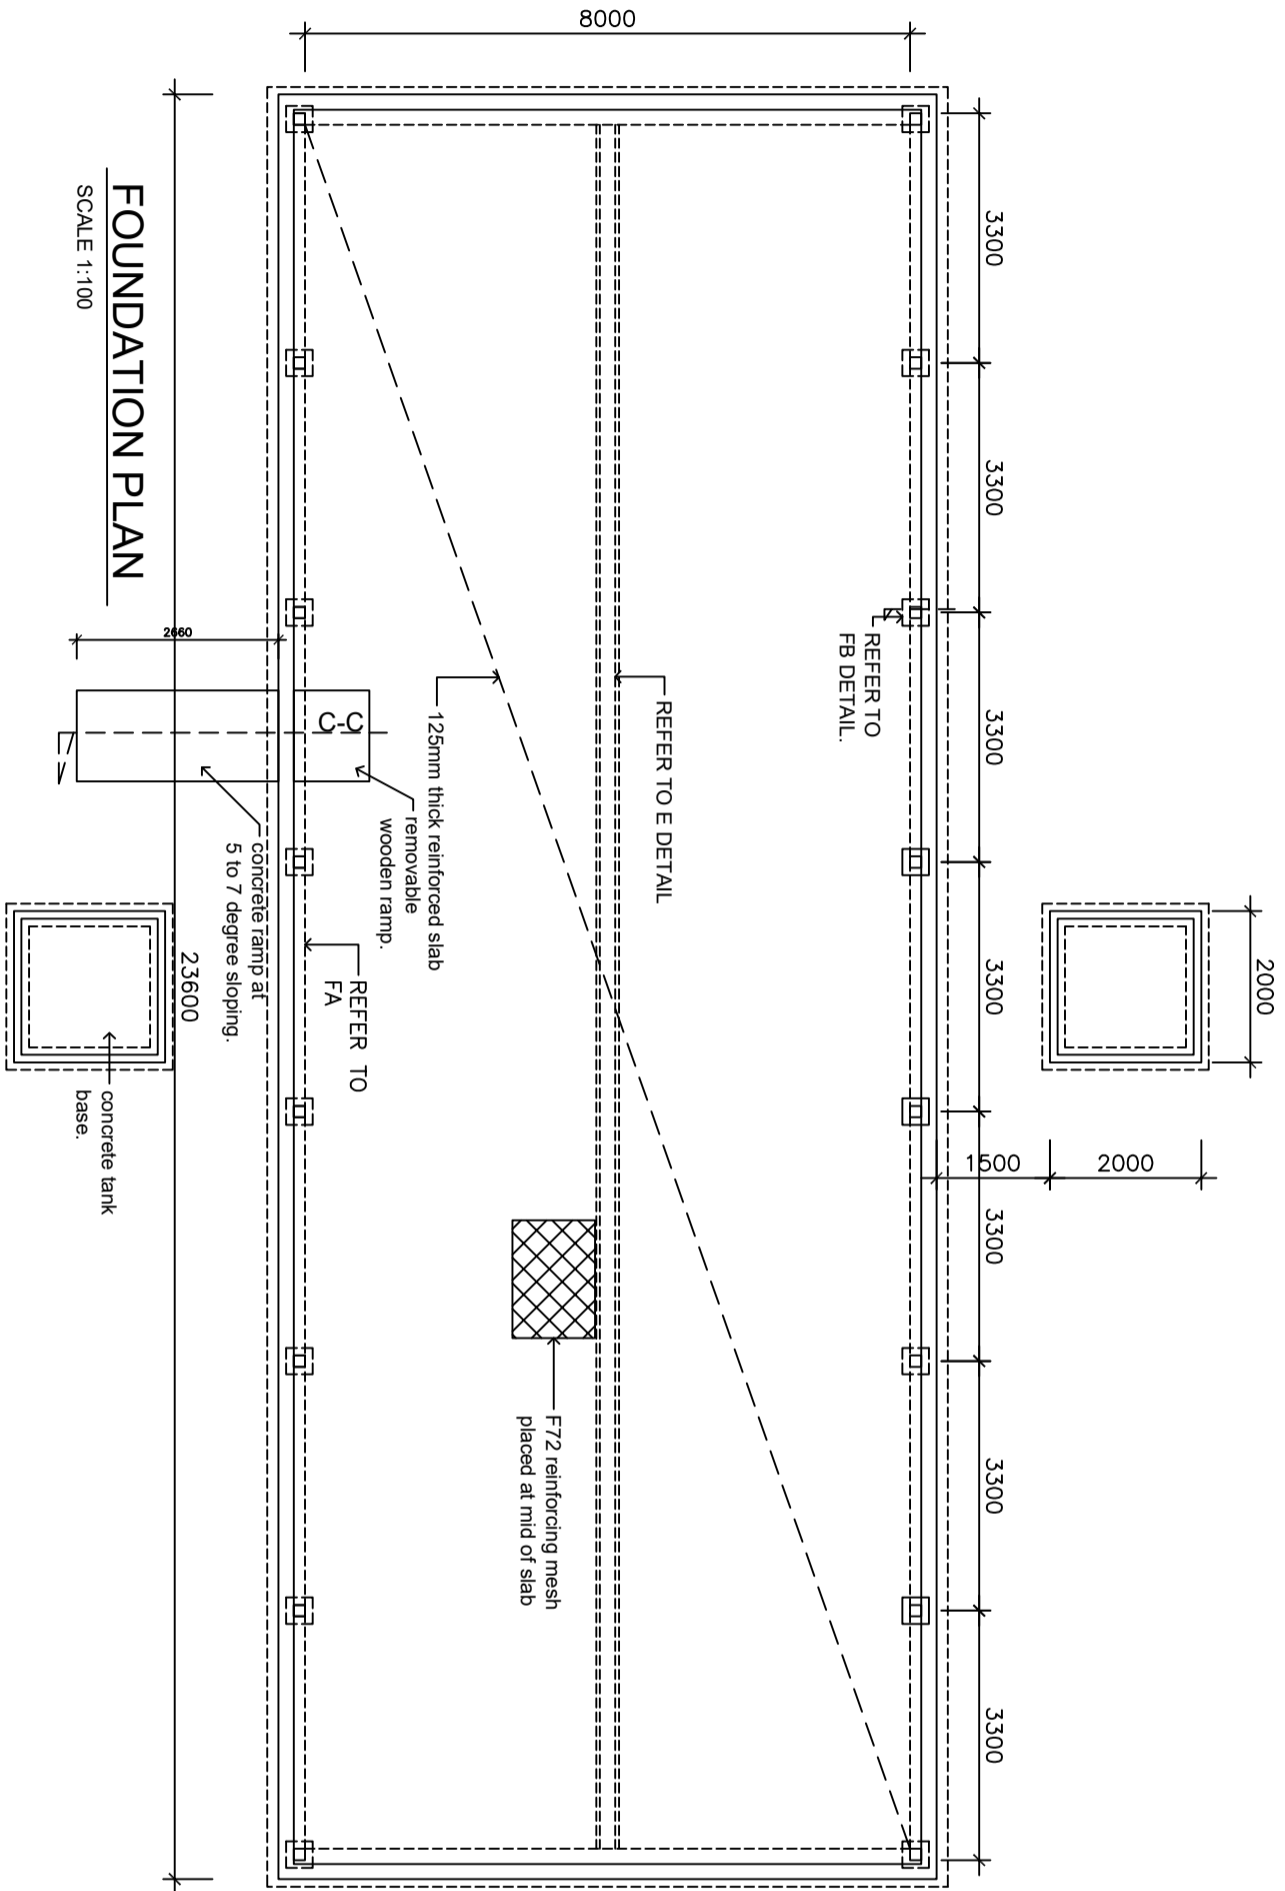 2000
1500
2000
3300
3300
3300
3300
3300
3300
3300
8000
REFER TO
FB DETAIL.
REFER TO E DETAIL
125mm thick reinforced slab
removable
wooden ramp.
C-C
F72 reinforcing mesh
placed at mid of slab
REFER TO
FA
concrete ramp at
5 to 7 degree sloping.
2660
23600
concrete tank
base.
FOUNDATION PLAN
SCALE 1:100